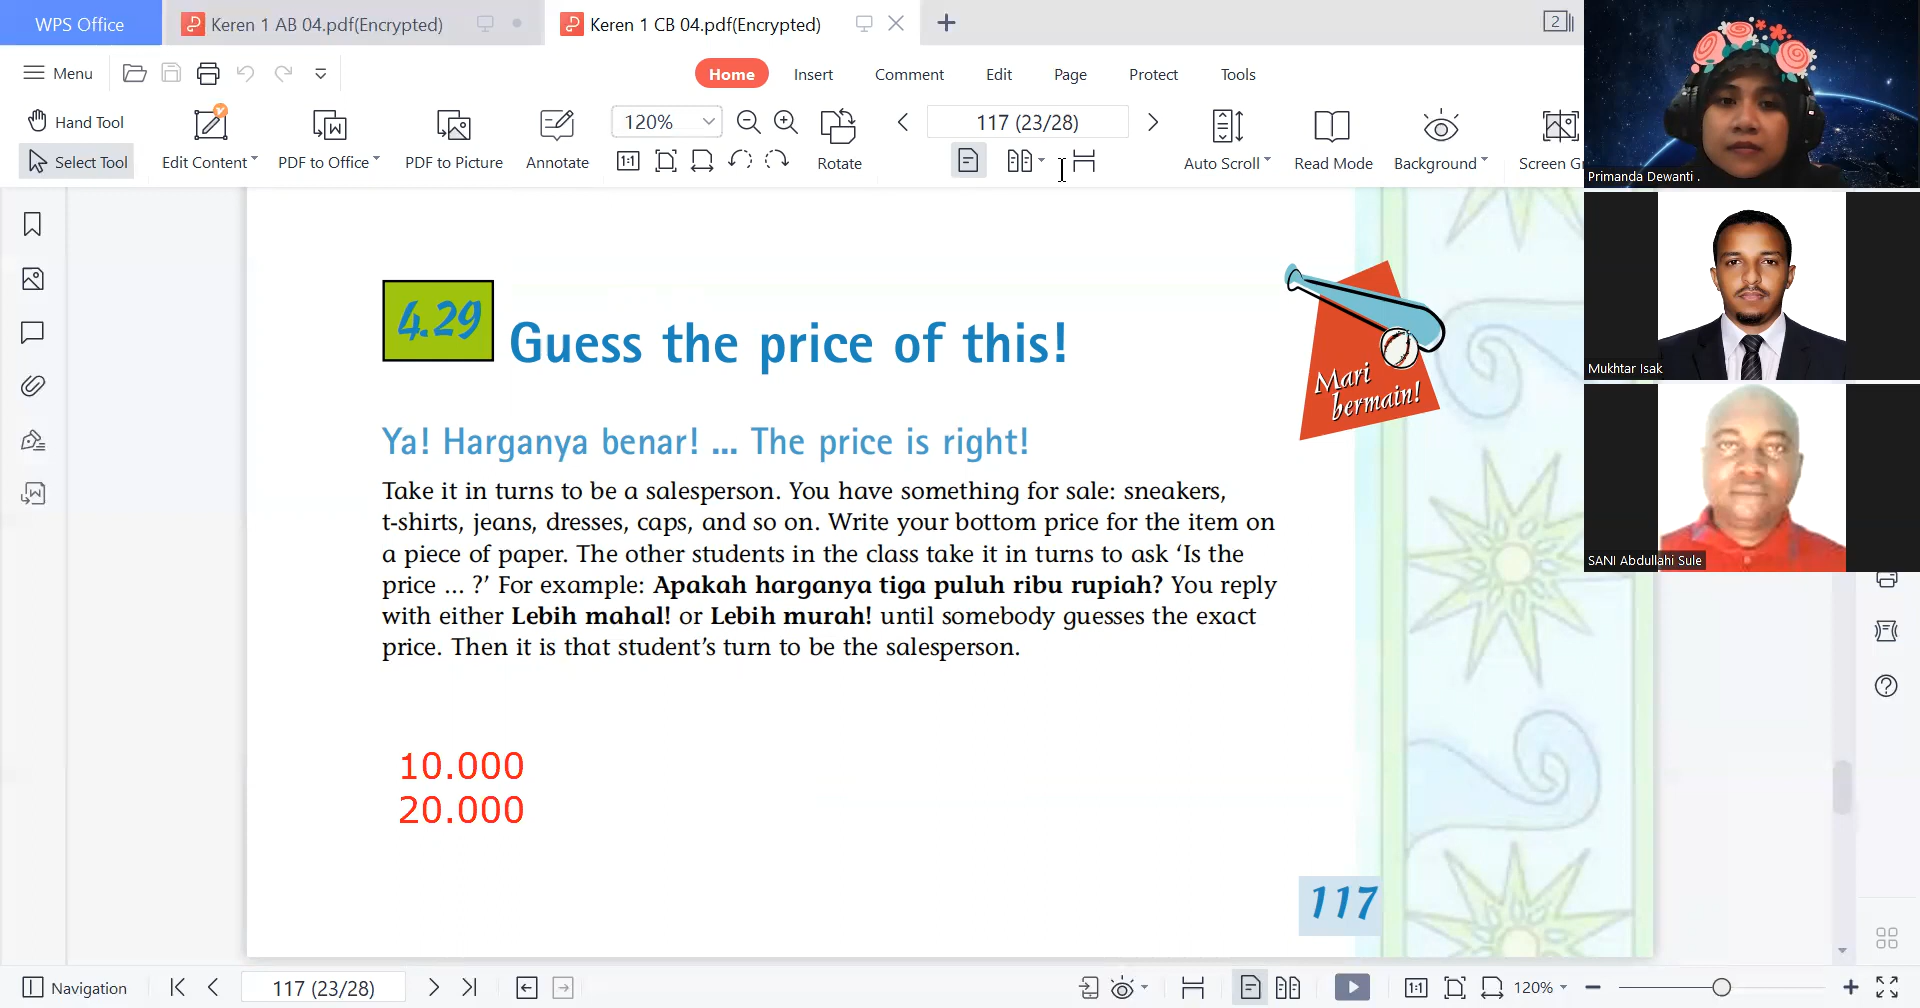 WPS Office
Keren 1 AB 04.pdf(Encrypted)
Keren 1 CB 04.pdf(Encrypted)
2
Menu
Home
Insert
Comment
Edit
Page
Protect
Tools
Hand Tool
Select Tool
Edit Content
PDF to Office
PDF to Picture
Annotate
120%
1:1
Rotate
117 (23/28)
Auto Scroll
Read Mode
Background
Screen Gr
Primanda Dewanti .
Mukhtar Isak
SANI Abdullahi Sule
4.29
Guess the price of this!
Mari
bermain!
Ya! Harganya benar! ... The price is right!
Take it in turns to be a salesperson. You have something for sale: sneakers,
t-shirts, jeans, dresses, caps, and so on. Write your bottom price for the item on
a piece of paper. The other students in the class take it in turns to ask ‘Is the
price ... ?’ For example: Apakah harganya tiga puluh ribu rupiah? You reply
with either Lebih mahal! or Lebih murah! until somebody guesses the exact
price. Then it is that student’s turn to be the salesperson.
10.000
20.000
117
Navigation
117 (23/28)
1:1
120%